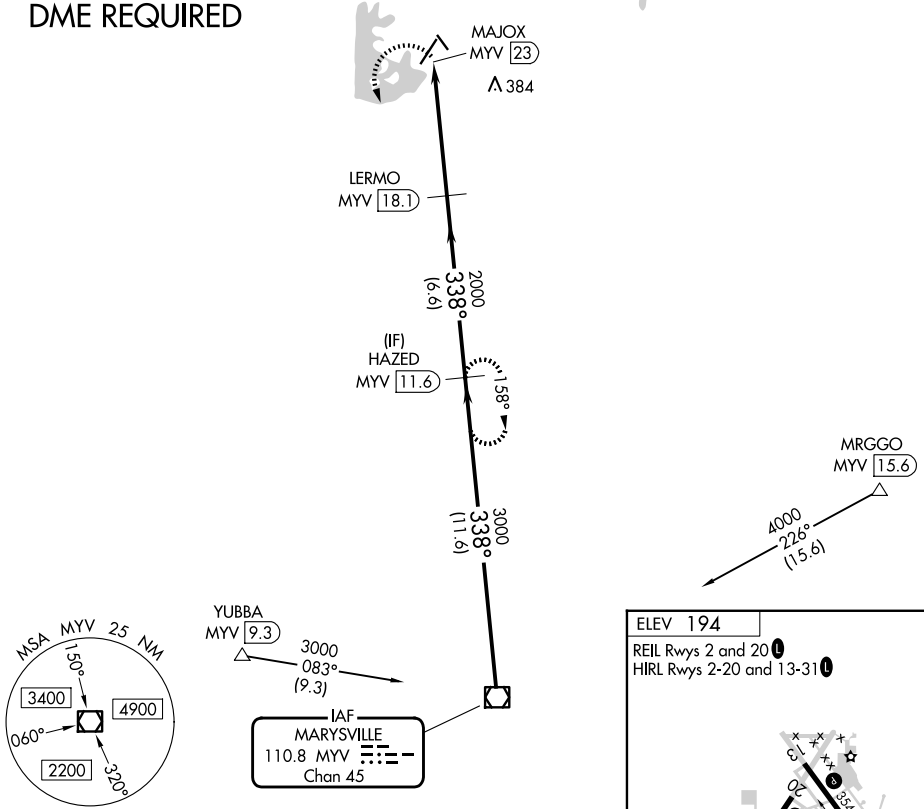 DME REQUIRED
MAJOX
MYV 23
384
LERMO
MYV 18.1
2000
338°
(6.6)
(IF)
HAZED
MYV 11.6
158°
MRGGO
MYV 15.6
3000
338°
(11.6)
4000
226°
(15.6)
YUBBA
MYV 9.3
3000
083°
(9.3)
MSA MYV 25 NM
150°
3400
4900
060°
2200
320°
IAF
MARYSVILLE
110.8 MYV
Chan 45
ELEV 194
REIL Rwys 2 and 20 L
HIRL Rwys 2-20 and 13-31 L
13
20
P
354